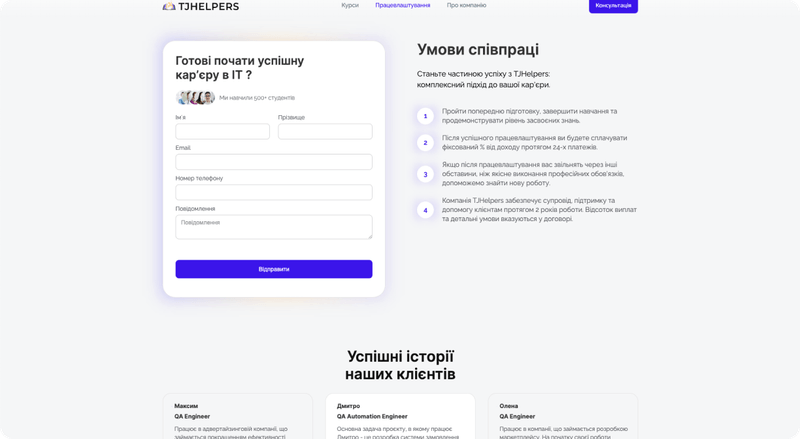 TJHELPERS
Курси
Працевлаштування
Про компанію
Консультація
Готові почати успішну
кар'єру в ІТ ?
Ми навчили 500+ студентів
Ім'я
Прізвище
Email
Номер телефону
Повідомлення
Повідомлення
Відправити
Умови співпраці
Станьте частиною успіху з TJHelpers:
комплексний підхід до вашої кар'єри.
1
Пройти попередню підготовку, завершити навчання та
продемонструвати рівень засвоєних знань.
2
Після успішного працевлаштування ви будете сплачувати
фіксований % від доходу протягом 24-х платежів.
3
Якщо після працевлаштування вас звільнять через інші
обставини, ніж якісне виконання професійних обов'язків,
допоможемо знайти нову роботу.
4
Компанія TJHelpers забезпечує супровід, підтримку та
допомогу клієнтам протягом 2 років роботи. Відсоток виплат
та детальні умови вказуються у договорі.
Успішні історії
наших клієнтів
Максим
QA Engineer
Працює в адвертайзинговій компанії, що
займається покращенням ефективності
Дмитро
QA Automation Engineer
Основна задача проєкту, в якому працює
Дмитро - це розробка системи замовлення
Олена
QA Engineer
Працює в компанії, що займається розробкою
маркетплейсу. На початку своєї роботи